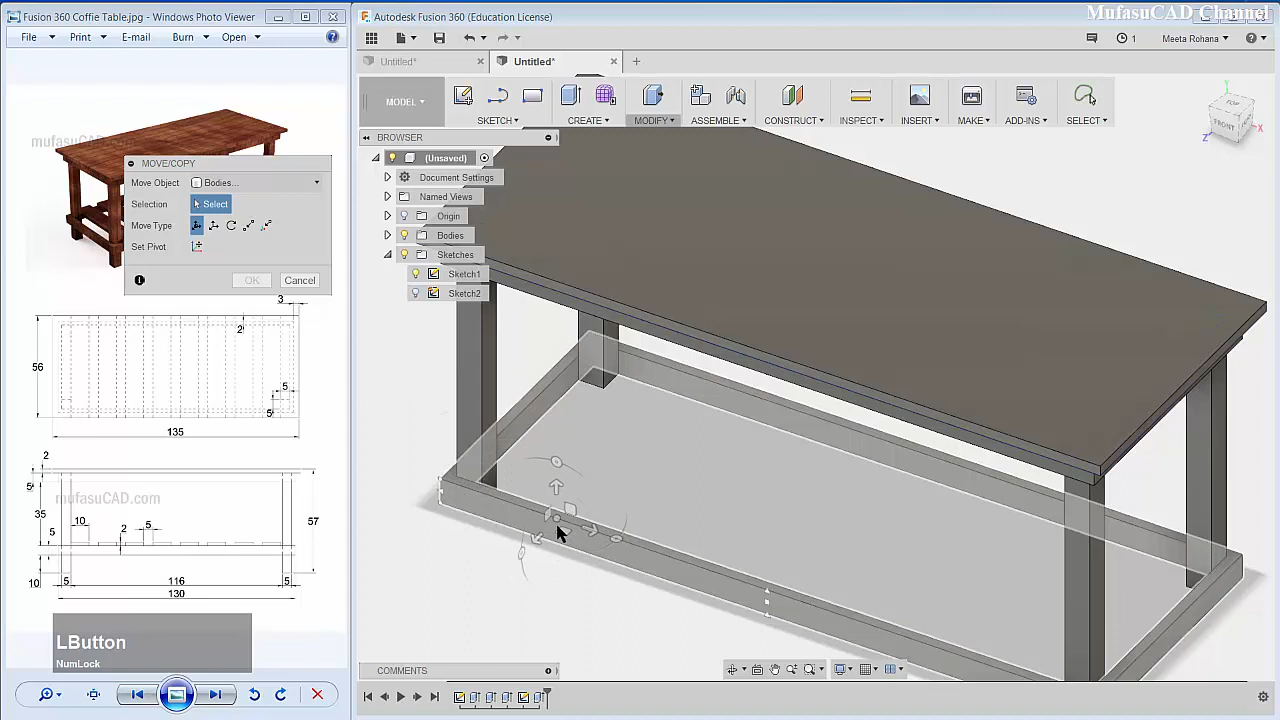 Fusion 360 Coffie Table.jpg - Windows Photo Viewer
File Print E-mail Burn Open
mufasuCAD.com
MOVE/COPY
Move Object Bodies...
Selection Select
Move Type
Set Pivot
OK Cancel
3
2
56
5
5
135
2
5
mufasuCAD.com
35
10
2
5
57
5
10
5
116
5
130
LButton
NumLock
Autodesk Fusion 360 (Education License)
MufasuCAD Channel
1
Meeta Rohana
Untitled*
Untitled*
MODEL
SKETCH CREATE MODIFY ASSEMBLE CONSTRUCT INSPECT INSERT MAKE ADD-INS SELECT
BROWSER
(Unsaved)
Document Settings
Named Views
Origin
Bodies
Sketches
Sketch1
Sketch2
Y
TOP
FRONT
X
Z
COMMENTS